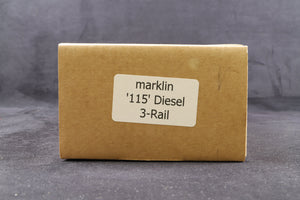 marklin
'115' Diesel
3-Rail